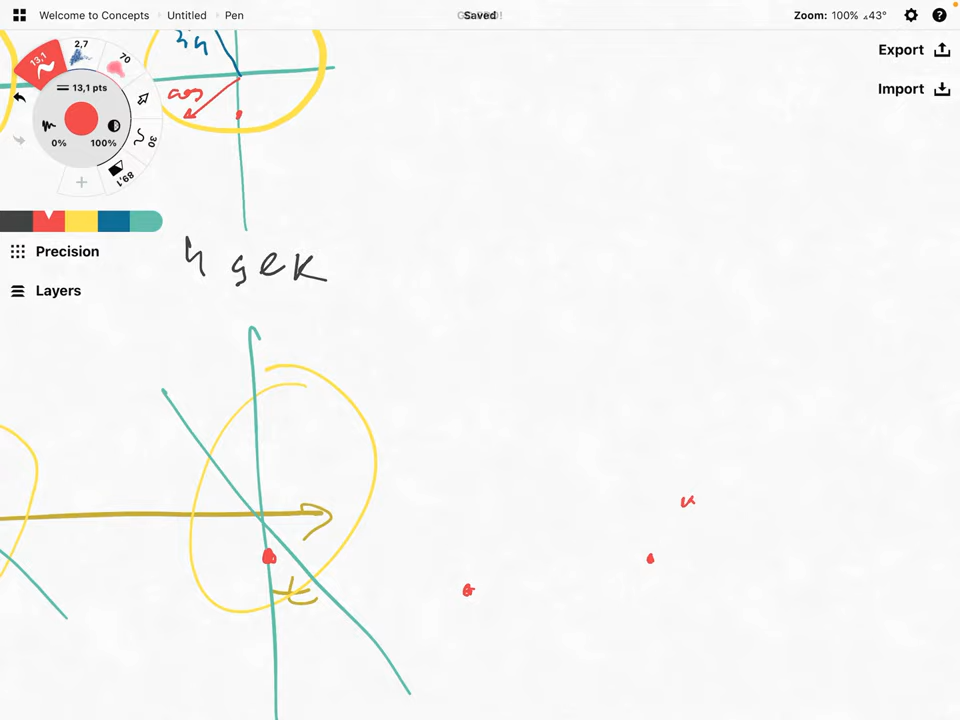 Welcome to Concepts › Untitled › Pen
Saved
Zoom: 100% 43°
Export
Import
13,1
2,7
70
13,1 pts
0%
100%
30
89,1
Precision
Layers
4 дек